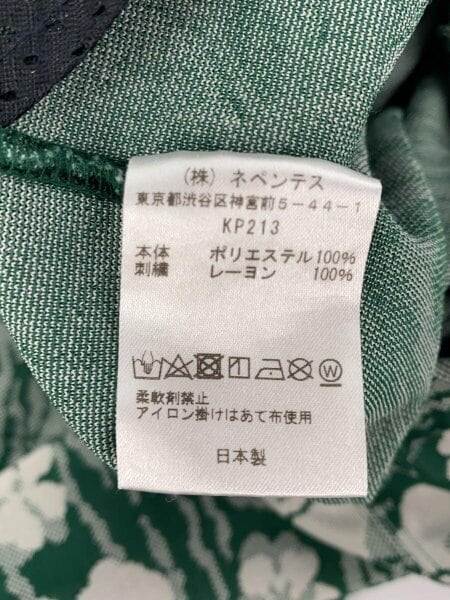 (株) ネペンテス
東京都渋谷区神宮前5-44-1
KP213
本体 ポリエステル100%
刺繍 レーヨン 100%
W
柔軟剤禁止
アイロン掛けはあて布使用
日本製